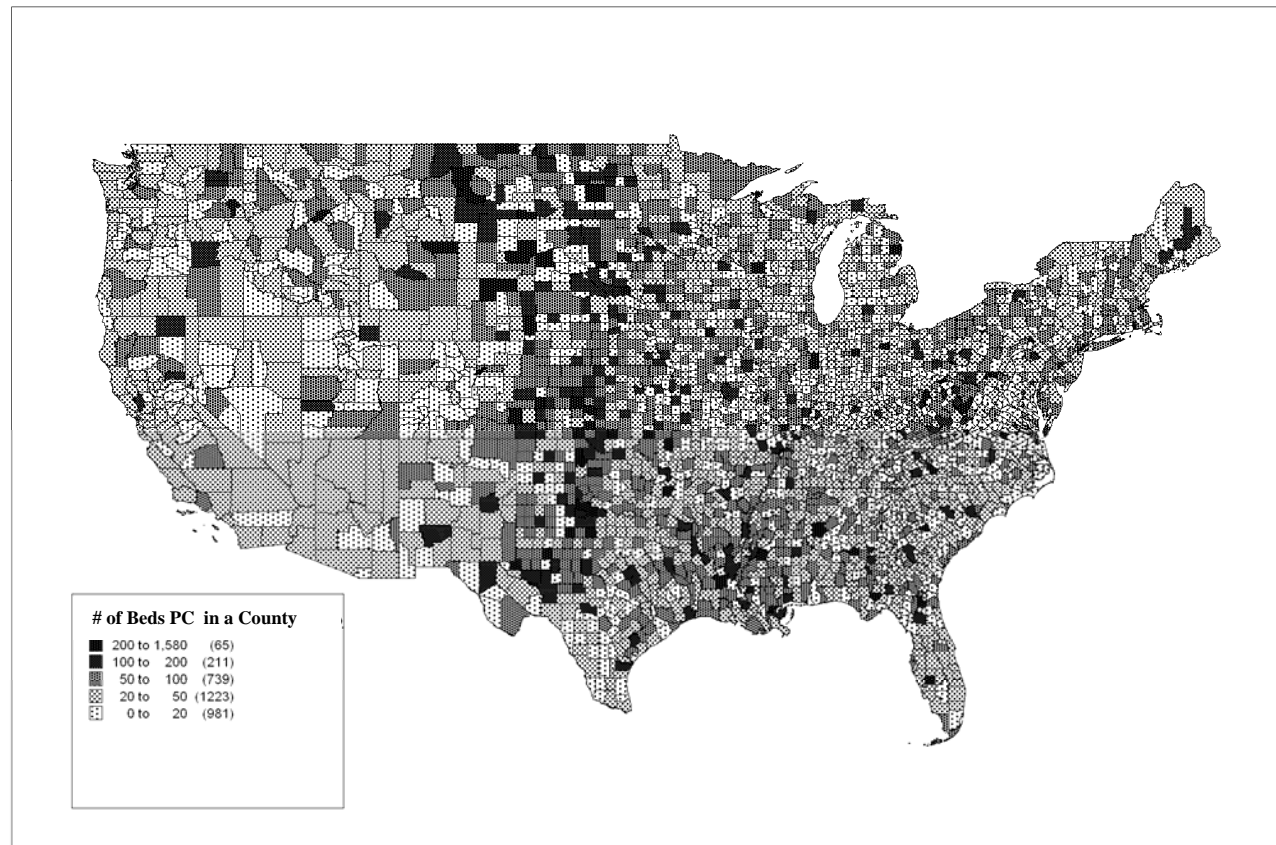 # of Beds PC in a County
200 to 1,580 (65)
100 to 200 (211)
50 to 100 (739)
20 to 50 (1223)
0 to 20 (981)